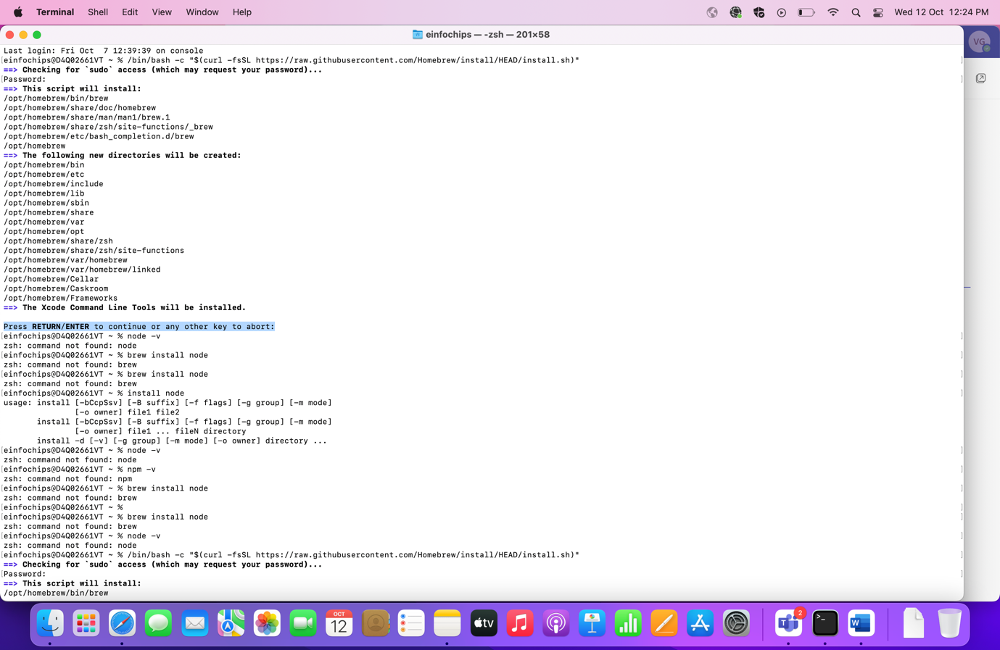 Terminal Shell Edit View Window Help Wed 12 Oct 12:24 PM
einfochips — -zsh — 201×58
VG
Last login: Fri Oct  7 12:39:39 on console
[einfochips@D4Q02661VT ~ % /bin/bash -c "$(curl -fsSL https://raw.githubusercontent.com/Homebrew/install/HEAD/install.sh)" ]
==> Checking for `sudo` access (which may request your password)...
[Password: ]
==> This script will install:
/opt/homebrew/bin/brew
/opt/homebrew/share/doc/homebrew
/opt/homebrew/share/man/man1/brew.1
/opt/homebrew/share/zsh/site-functions/_brew
/opt/homebrew/etc/bash_completion.d/brew
/opt/homebrew
==> The following new directories will be created:
/opt/homebrew/bin
/opt/homebrew/etc
/opt/homebrew/include
/opt/homebrew/lib
/opt/homebrew/sbin
/opt/homebrew/share
/opt/homebrew/var
/opt/homebrew/opt
/opt/homebrew/share/zsh
/opt/homebrew/share/zsh/site-functions
/opt/homebrew/var/homebrew
/opt/homebrew/var/homebrew/linked
/opt/homebrew/Cellar
/opt/homebrew/Caskroom
/opt/homebrew/Frameworks
==> The Xcode Command Line Tools will be installed.
Press RETURN/ENTER to continue or any other key to abort:
[einfochips@D4Q02661VT ~ % node -v ]
zsh: command not found: node
[einfochips@D4Q02661VT ~ % brew install node ]
zsh: command not found: brew
[einfochips@D4Q02661VT ~ % brew install node ]
zsh: command not found: brew
[einfochips@D4Q02661VT ~ % install node ]
usage: install [-bCcpSsv] [-B suffix] [-f flags] [-g group] [-m mode]
               [-o owner] file1 file2
       install [-bCcpSsv] [-B suffix] [-f flags] [-g group] [-m mode]
               [-o owner] file1 ... fileN directory
       install -d [-v] [-g group] [-m mode] [-o owner] directory ...
[einfochips@D4Q02661VT ~ % node -v ]
zsh: command not found: node
[einfochips@D4Q02661VT ~ % npm -v ]
zsh: command not found: npm
[einfochips@D4Q02661VT ~ % brew install node ]
zsh: command not found: brew
[einfochips@D4Q02661VT ~ % ]
[einfochips@D4Q02661VT ~ % brew install node ]
zsh: command not found: brew
[einfochips@D4Q02661VT ~ % node -v ]
zsh: command not found: node
[einfochips@D4Q02661VT ~ % /bin/bash -c "$(curl -fsSL https://raw.githubusercontent.com/Homebrew/install/HEAD/install.sh)" ]
==> Checking for `sudo` access (which may request your password)...
[Password: ]
==> This script will install:
/opt/homebrew/bin/brew
OCT
12
tv
2
T
>_
W